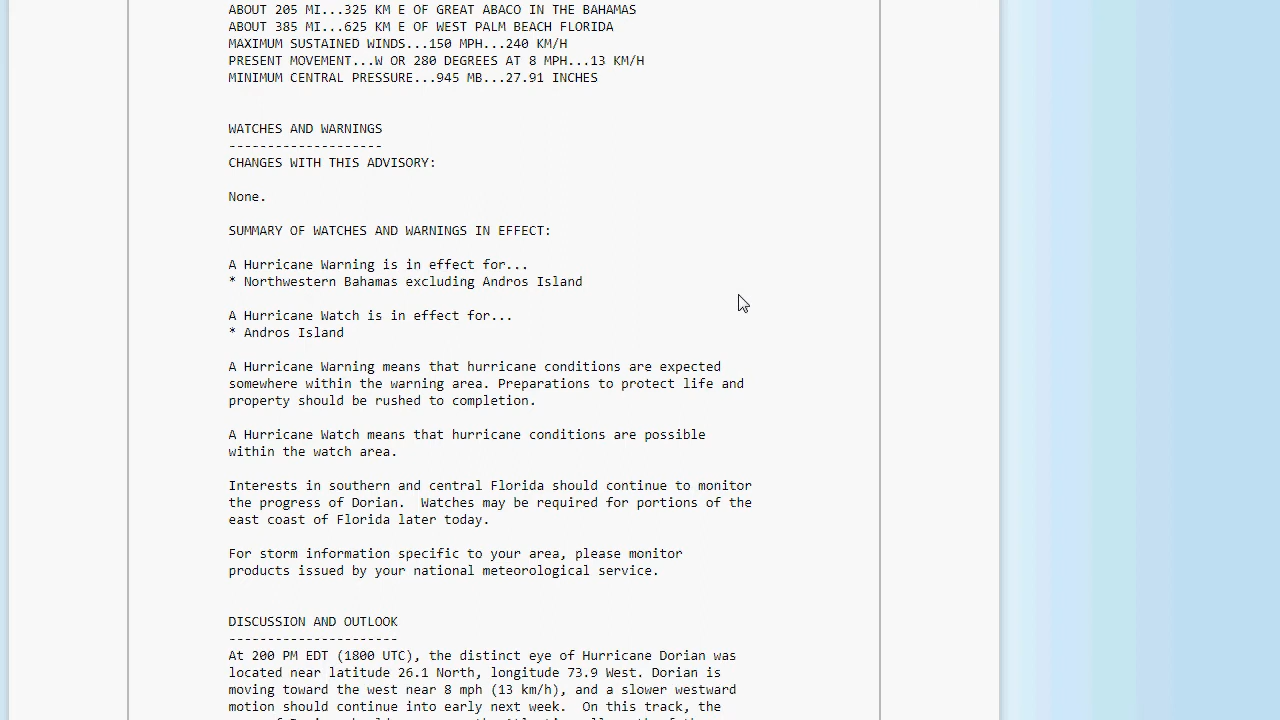 ABOUT 205 MI...325 KM E OF GREAT ABACO IN THE BAHAMAS
ABOUT 385 MI...625 KM E OF WEST PALM BEACH FLORIDA
MAXIMUM SUSTAINED WINDS...150 MPH...240 KM/H
PRESENT MOVEMENT...W OR 280 DEGREES AT 8 MPH...13 KM/H
MINIMUM CENTRAL PRESSURE...945 MB...27.91 INCHES
WATCHES AND WARNINGS
--------------------
CHANGES WITH THIS ADVISORY:
None.
SUMMARY OF WATCHES AND WARNINGS IN EFFECT:
A Hurricane Warning is in effect for...
* Northwestern Bahamas excluding Andros Island
A Hurricane Watch is in effect for...
* Andros Island
A Hurricane Warning means that hurricane conditions are expected
somewhere within the warning area. Preparations to protect life and
property should be rushed to completion.
A Hurricane Watch means that hurricane conditions are possible
within the watch area.
Interests in southern and central Florida should continue to monitor
the progress of Dorian.  Watches may be required for portions of the
east coast of Florida later today.
For storm information specific to your area, please monitor
products issued by your national meteorological service.
DISCUSSION AND OUTLOOK
----------------------
At 200 PM EDT (1800 UTC), the distinct eye of Hurricane Dorian was
located near latitude 26.1 North, longitude 73.9 West. Dorian is
moving toward the west near 8 mph (13 km/h), and a slower westward
motion should continue into early next week.  On this track, the